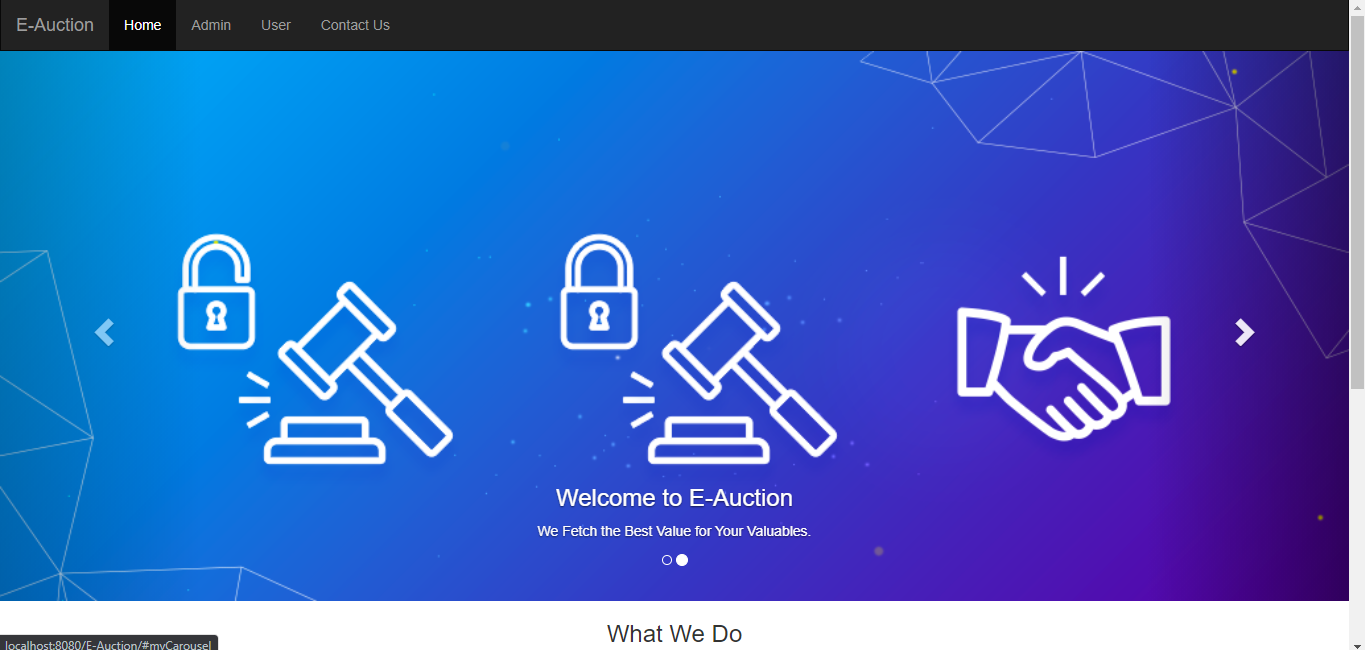 E-Auction Home Admin User Contact Us
Welcome to E-Auction
We Fetch the Best Value for Your Valuables.
What We Do
localhost:8080/E-Auction/#myCarousel